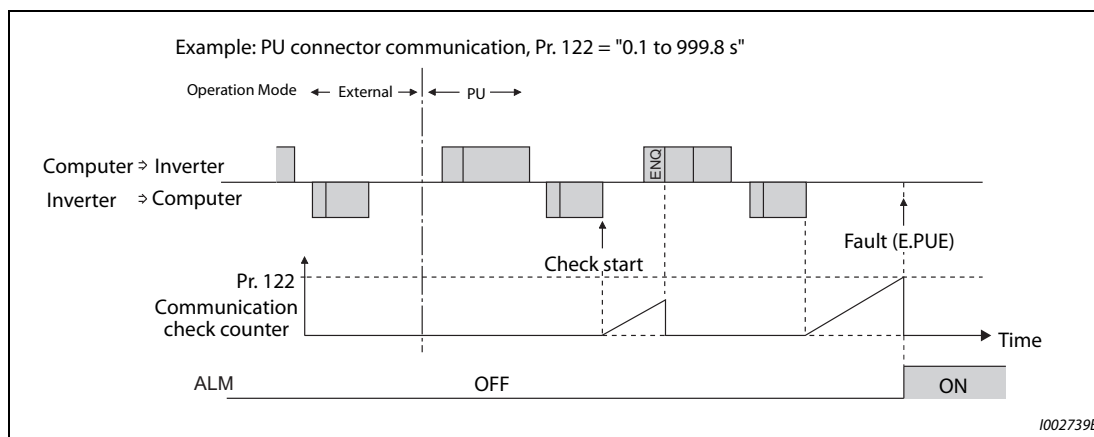 Example: PU connector communication, Pr. 122 = "0.1 to 999.8 s"
Operation Mode External PU
Computer ➩ Inverter
ENQ
Inverter ➩ Computer
Fault (E.PUE)
Check start
Pr. 122
Communication
check counter
Time
ALM OFF ON
I002739E